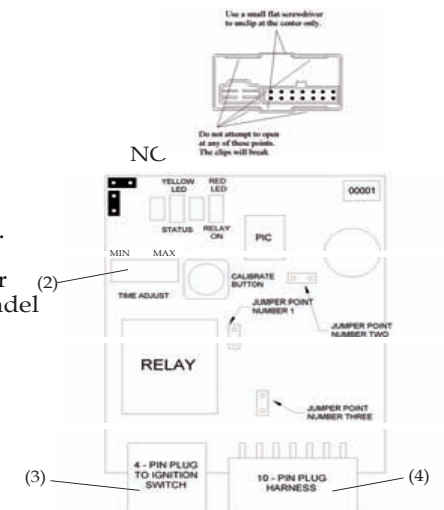 Use a small flat screwdriver
to unclip at the center only.
Do not attempt to open
at any of these points.
The clips will break.
NC
YELLOW
LED
RED
LED
00001
STATUS
RELAY
ON
PIC
.
MIN MAX
r
(2)
ndel
CALIBRATE
BUTTON
TIME ADJUST
JUMPER POINT
NUMBER 1
JUMPER POINT
NUMBER TWO
RELAY
JUMPER POINT
NUMBER THREE
4 - PIN PLUG
TO IGNITION
SWITCH
10 - PIN PLUG
HARNESS
(3)
(4)